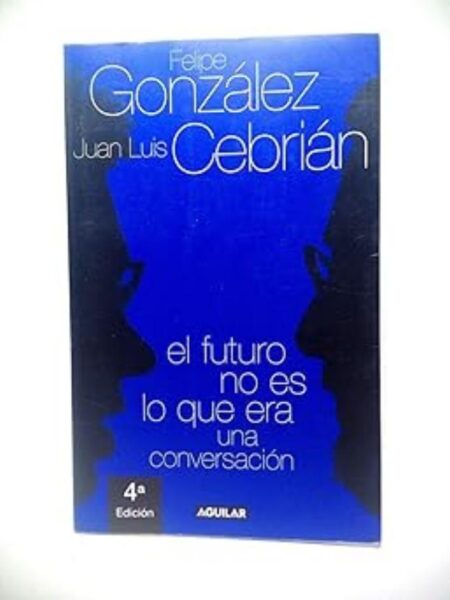 Felipe
González
Juan Luis Cebrián
el futuro
no es
lo que era
una
conversación
4ª
Edición
AGUILAR